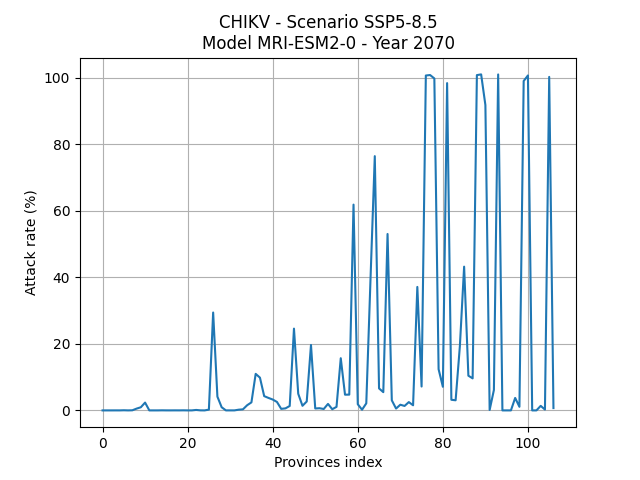 CHIKV - Scenario SSP5-8.5
Model MRI-ESM2-0 - Year 2070
100
80
60
40
20
0
Attack rate (%)
0 20 40 60 80 100
Provinces index